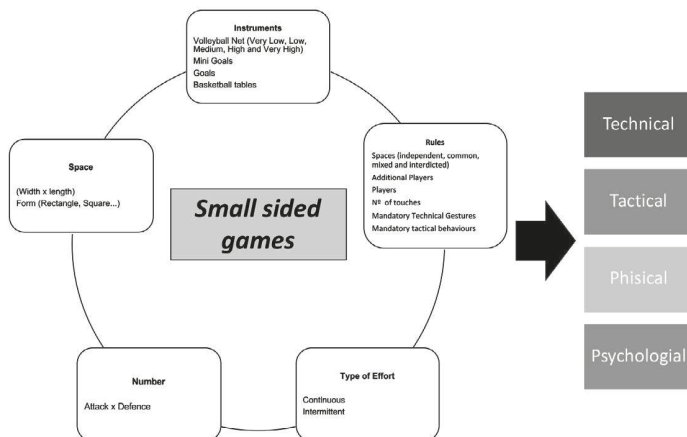 Instruments
Volleyball Net (Very Low, Low,
Medium, High and Very High)
Mini Goals
Goals
Basketball tables
Rules
Spaces (independent, common,
mixed and Interdicted)
Additional Players
Players
Nº of touches
Mandatory Technical Gestures
Mandatory tactical behaviours
Space
(Width x length)
Form (Rectangle, Square...)
Small sided
games
Number
Attack x Defence
Type of Effort
Continuous
Intermittent
Technical
Tactical
Phisical
Psychologial